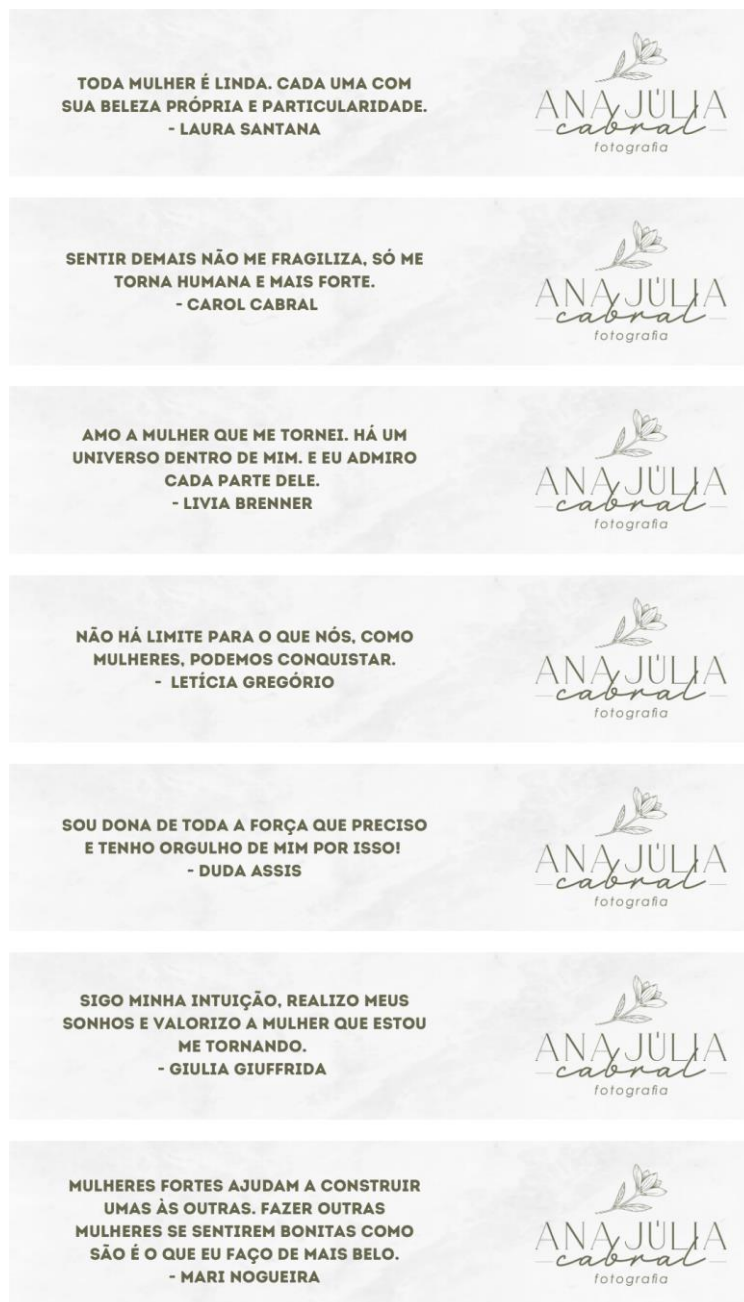 TODA MULHER É LINDA. CADA UMA COM
SUA BELEZA PRÓPRIA E PARTICULARIDADE.
- LAURA SANTANA
ANA JÚLIA
cabral
fotografia
SENTIR DEMAIS NÃO ME FRAGILIZA, SÓ ME
TORNA HUMANA E MAIS FORTE.
- CAROL CABRAL
ANA JÚLIA
cabral
fotografia
AMO A MULHER QUE ME TORNEI. HÁ UM
UNIVERSO DENTRO DE MIM. E EU ADMIRO
CADA PARTE DELE.
- LIVIA BRENNER
ANA JÚLIA
cabral
fotografia
NÃO HÁ LIMITE PARA O QUE NÓS, COMO
MULHERES, PODEMOS CONQUISTAR.
- LETÍCIA GREGÓRIO
ANA JÚLIA
cabral
fotografia
SOU DONA DE TODA A FORÇA QUE PRECISO
E TENHO ORGULHO DE MIM POR ISSO!
- DUDA ASSIS
ANA JÚLIA
cabral
fotografia
SIGO MINHA INTUIÇÃO, REALIZO MEUS
SONHOS E VALORIZO A MULHER QUE ESTOU
ME TORNANDO.
- GIULIA GIUFFRIDA
ANA JÚLIA
cabral
fotografia
MULHERES FORTES AJUDAM A CONSTRUIR
UMAS ÀS OUTRAS. FAZER OUTRAS
MULHERES SE SENTIREM BONITAS COMO
SÃO É O QUE EU FAÇO DE MAIS BELO.
- MARI NOGUEIRA
ANA JÚLIA
cabral
fotografia